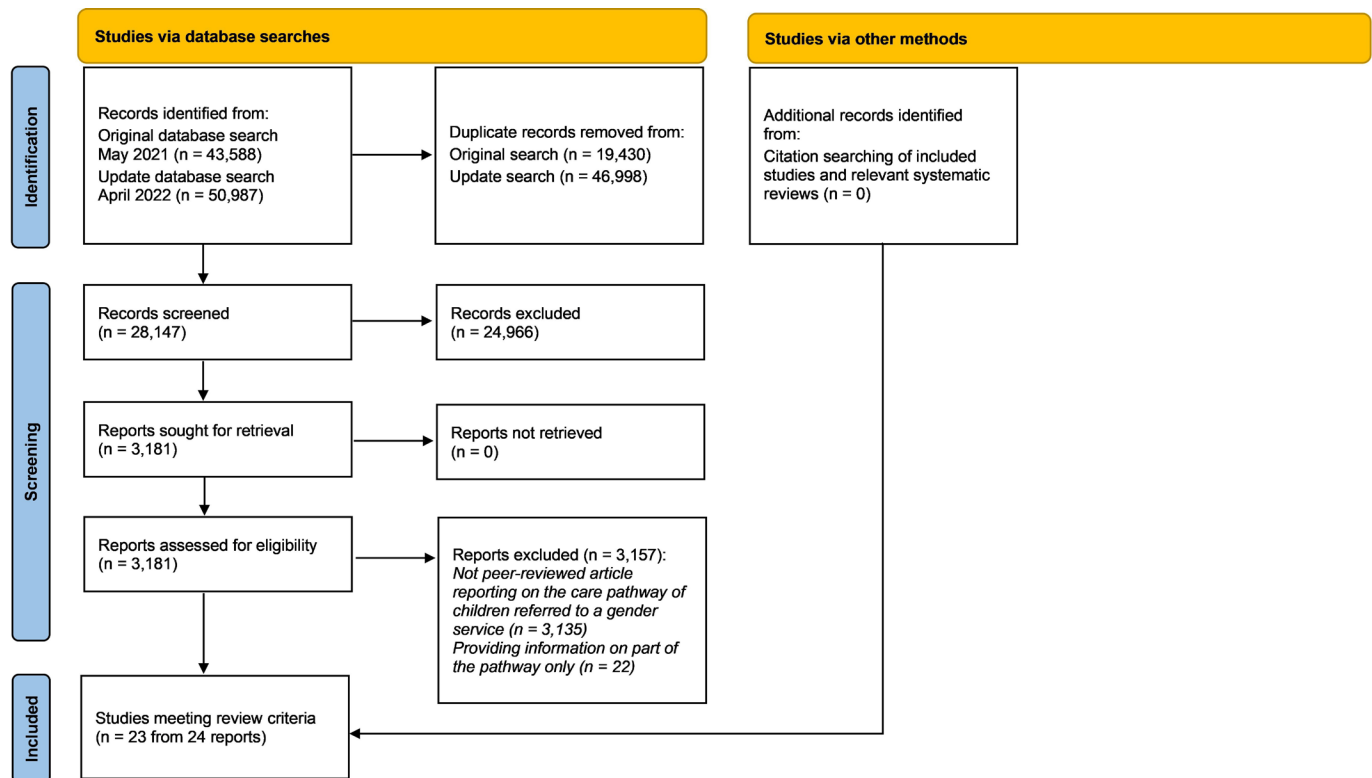 Studies via database searches
Studies via other methods
Identification
Records identified from:
Original database search
May 2021 (n = 43,588)
Update database search
April 2022 (n = 50,987)
Duplicate records removed from:
Original search (n = 19,430)
Update search (n = 46,998)
Additional records identified
from:
Citation searching of included
studies and relevant systematic
reviews (n = 0)
Screening
Records screened
(n = 28,147)
Records excluded
(n = 24,966)
Reports sought for retrieval
(n = 3,181)
Reports not retrieved
(n = 0)
Reports assessed for eligibility
(n = 3,181)
Reports excluded (n = 3,157):
Not peer-reviewed article
reporting on the care pathway of
children referred to a gender
service (n = 3,135)
Providing information on part of
the pathway only (n = 22)
Included
Studies meeting review criteria
(n = 23 from 24 reports)